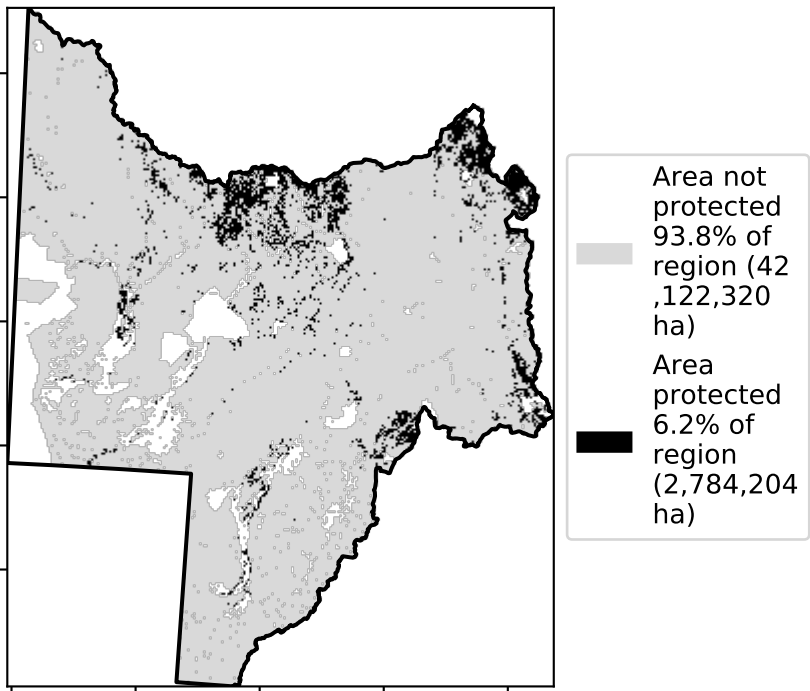 Area not
protected
93.8% of
region (42
,122,320
ha)
Area
protected
6.2% of
region
(2,784,204
ha)